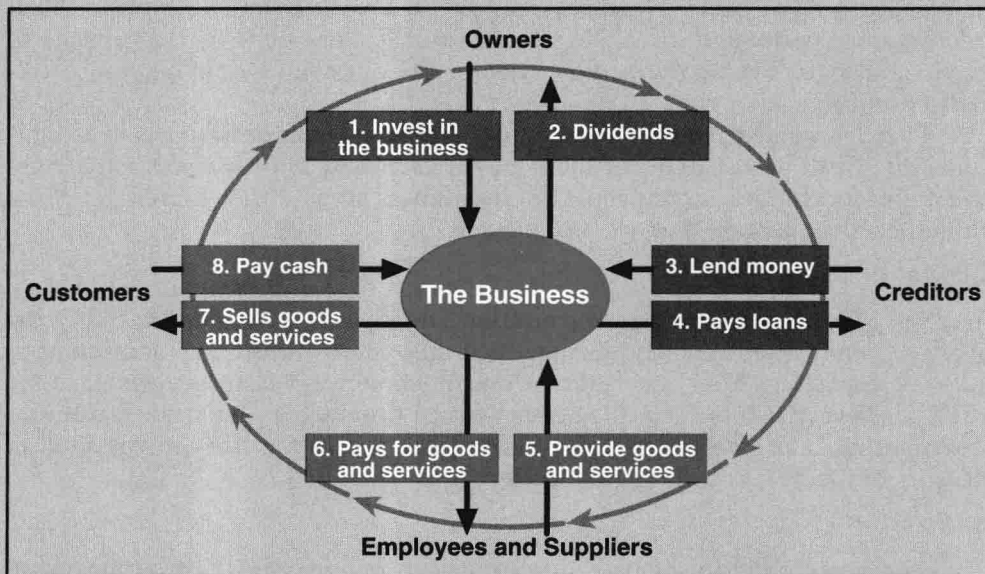 Owners
1. Invest in
the business
2. Dividends
8. Pay cash
3. Lend money
Customers
The Business
Creditors
7. Sells goods
and services
4. Pays loans
6. Pays for goods
and services
5. Provide goods
and services
Employees and Suppliers